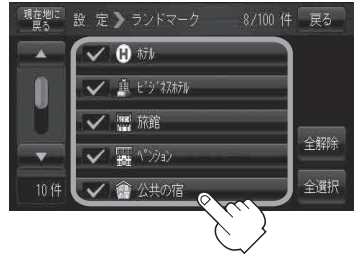 現在地に
戻る
設 定 ランドマーク 8/100 件 戻る
H ホテル
ビジネスホテル
旅館
ペンション
公共の宿
全解除
全選択
10件